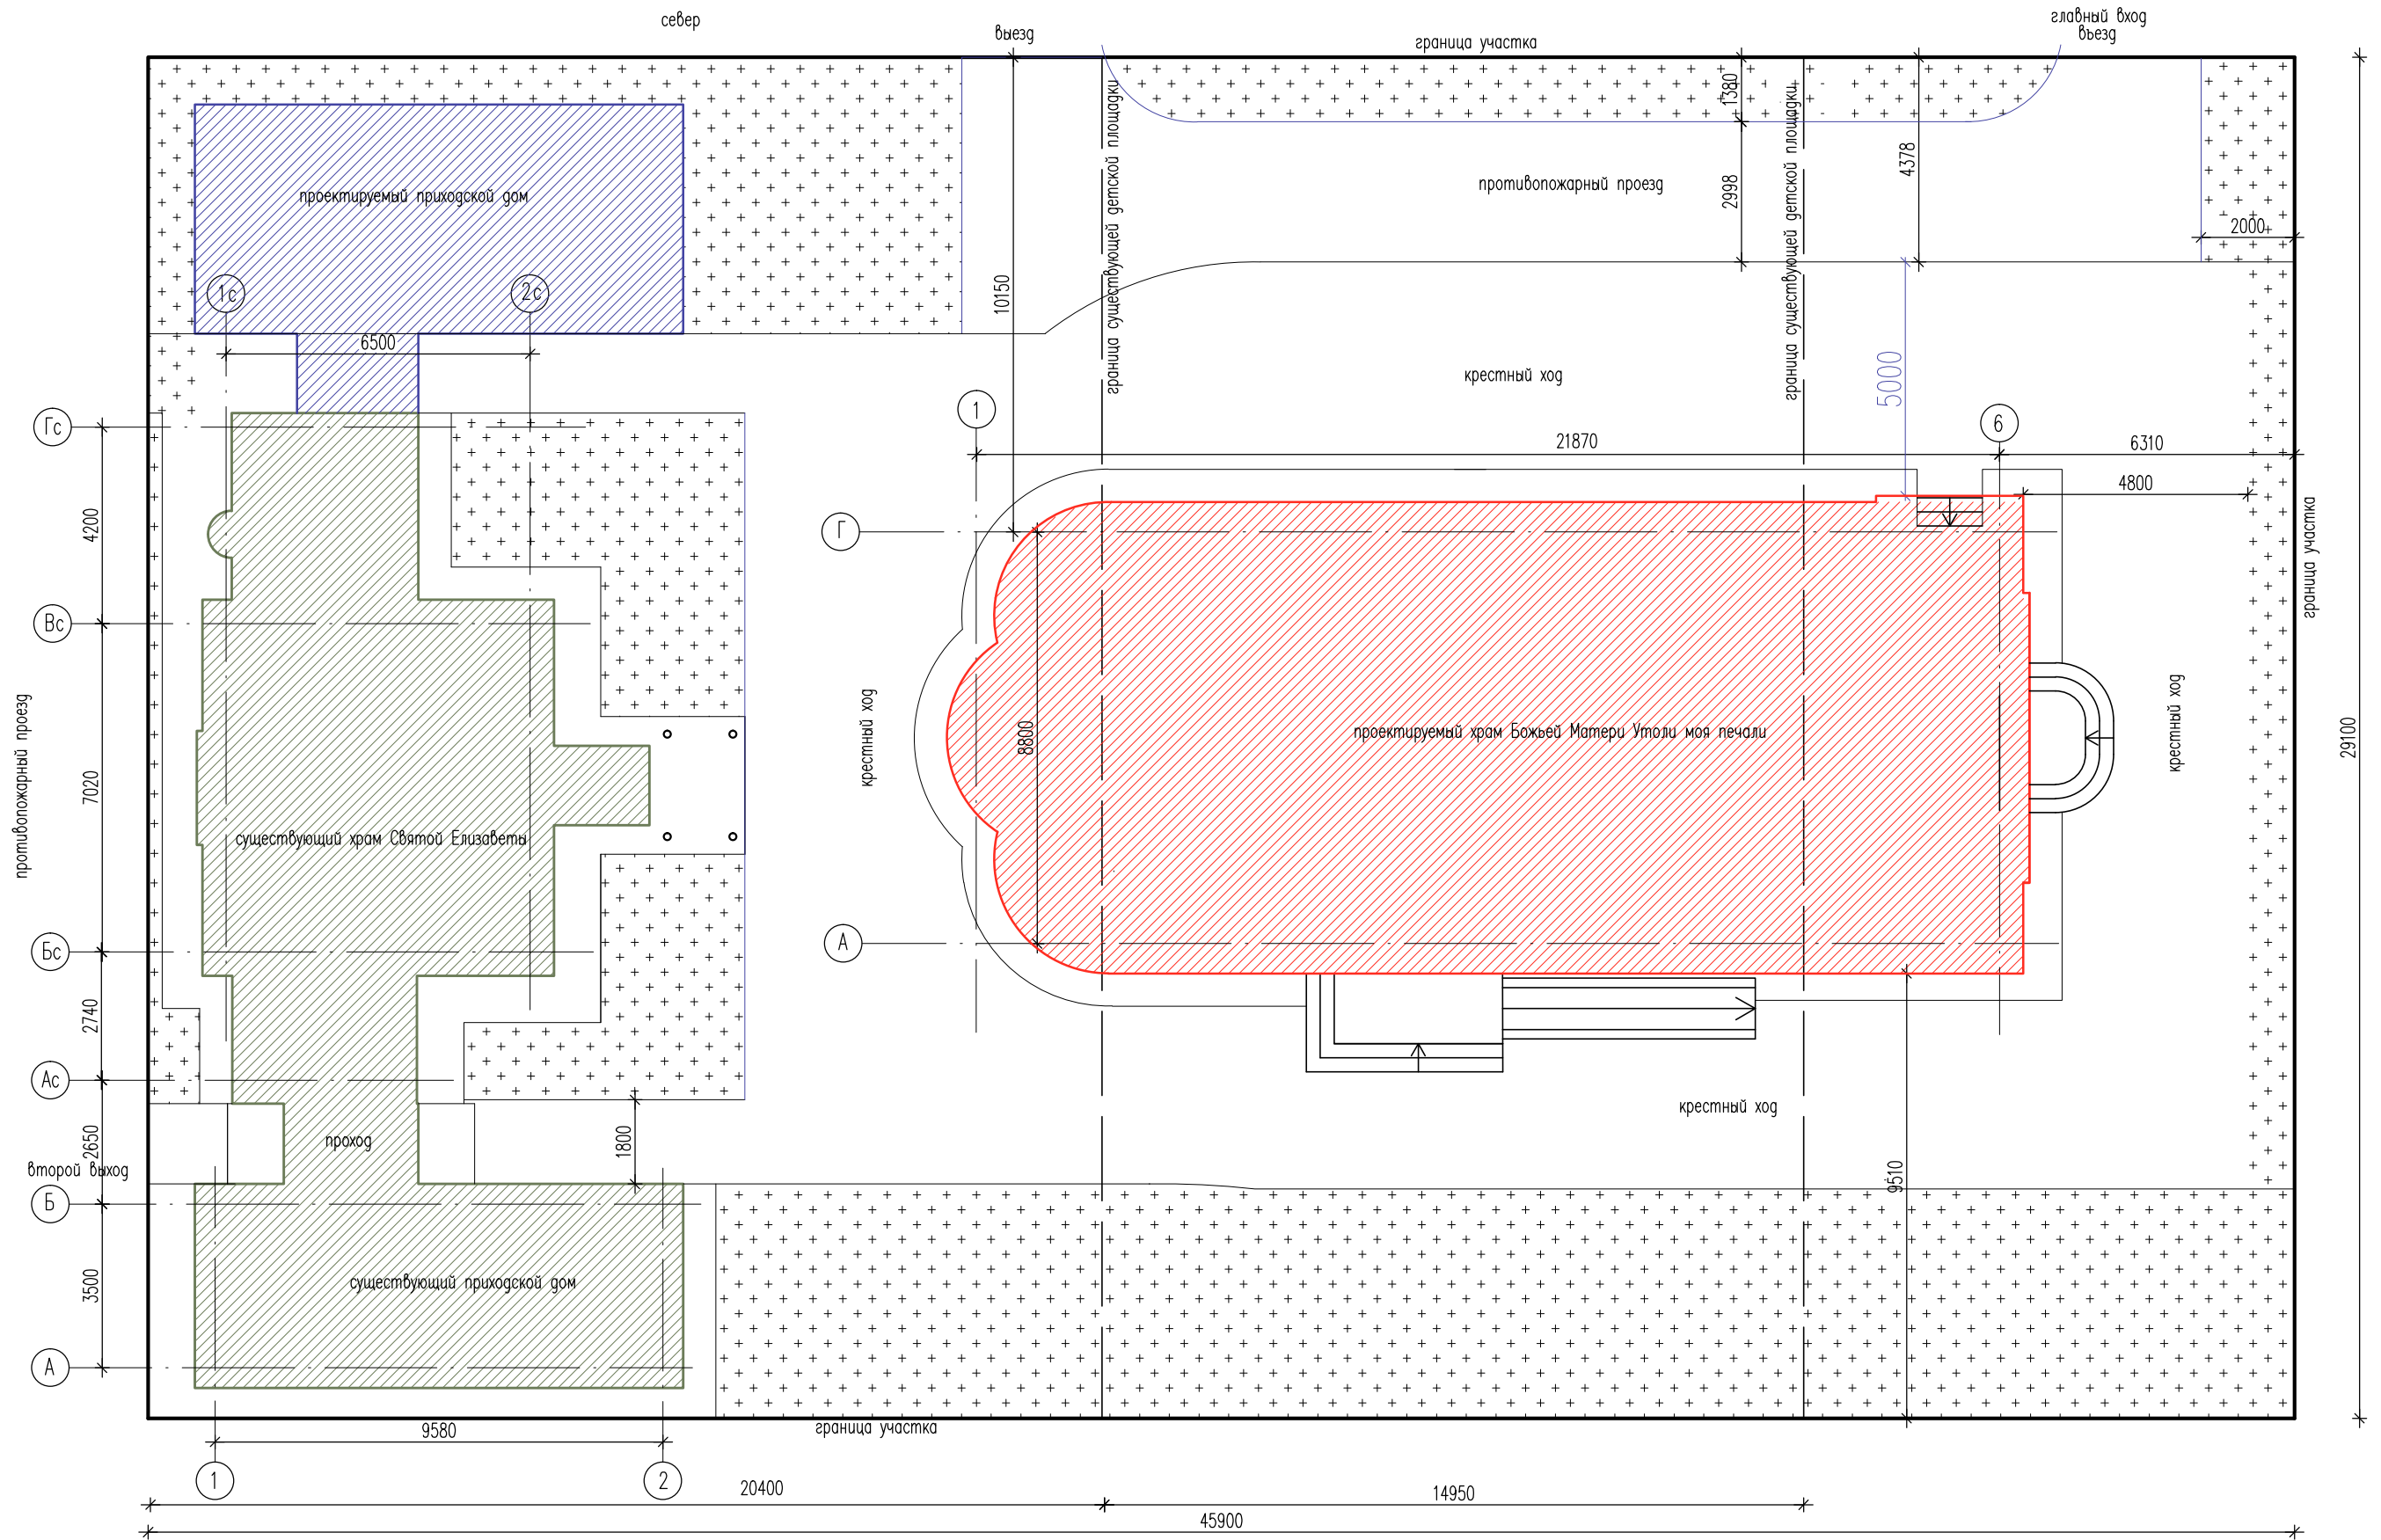 север
выезд
граница участка
главный вход
въезд
1380
граница существующей детской площадки
граница существующей детской площадки
4378
противопожарный проезд
2998
проектируемый приходской дом
2000
1с
2с
10150
6500
5000
крестный ход
1
6
Гс
21870
6310
4800
4200
Г
граница участка
Вс
противопожарный проезд
крестный ход
8800
проектируемый храм Божьей Матери Утоли моя печали
крестный ход
29100
7020
существующий храм Святой Елизаветы
Бс
А
2740
Ас
крестный ход
2650
проход
1800
второй выход
9510
Б
3500
существующий приходской дом
А
9580
граница участка
1
2
20400
14950
45900